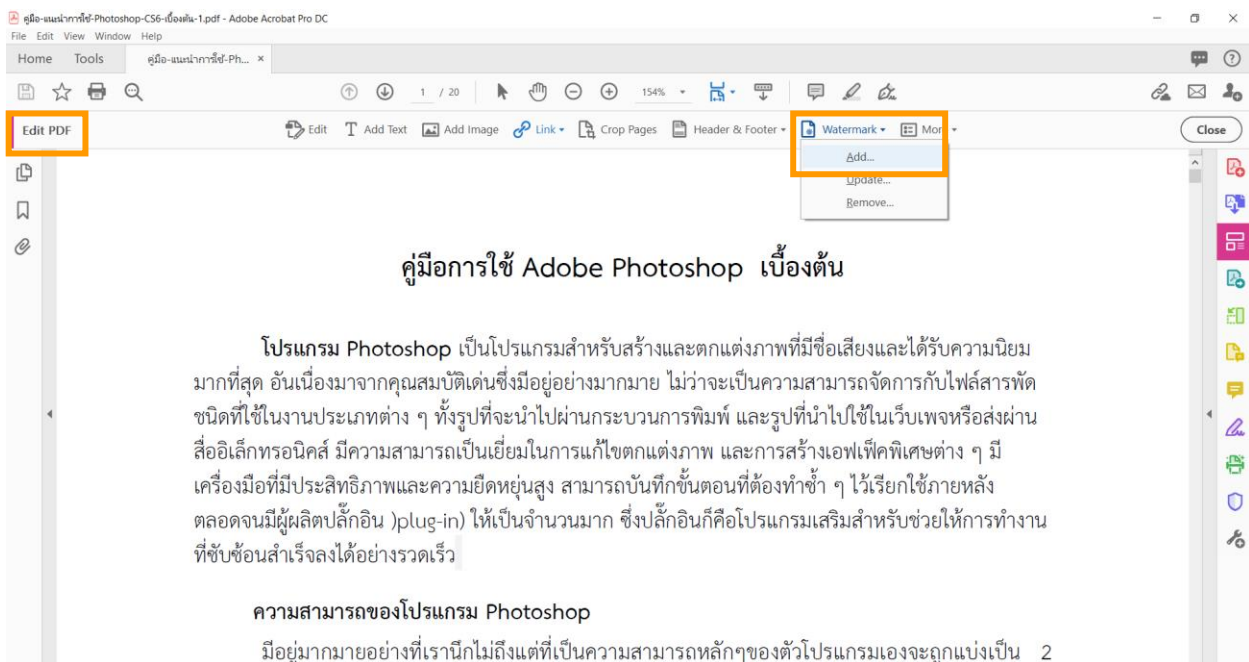 คู่มือ-แนะนำการใช้-Photoshop-CS6-เบื้องต้น-1.pdf - Adobe Acrobat Pro DC
File Edit View Window Help
Home Tools คู่มือ-แนะนำการใช้-Ph... ×
1 / 20 154%
Edit PDF Edit Add Text Add Image Link Crop Pages Header & Footer Watermark Mor Close
Add...
Update...
Remove...
คู่มือการใช้ Adobe Photoshop เบื้องต้น
โปรแกรม Photoshop เป็นโปรแกรมสำหรับสร้างและตกแต่งภาพที่มีชื่อเสียงและได้รับความนิยม
มากที่สุด อันเนื่องมาจากคุณสมบัติเด่นซึ่งมีอยู่อย่างมากมาย ไม่ว่าจะเป็นความสามารถจัดการกับไฟล์สารพัด
ชนิดที่ใช้ในงานประเภทต่าง ๆ ทั้งรูปที่จะนำไปผ่านกระบวนการพิมพ์ และรูปที่นำไปใช้ในเว็บเพจหรือส่งผ่าน
สื่ออิเล็กทรอนิคส์ มีความสามารถเป็นเยี่ยมในการแก้ไขตกแต่งภาพ และการสร้างเอฟเฟ็คพิเศษต่าง ๆ มี
เครื่องมือที่มีประสิทธิภาพและความยืดหยุ่นสูง สามารถบันทึกขั้นตอนที่ต้องทำซ้ำ ๆ ไว้เรียกใช้ภายหลัง
ตลอดจนมีผู้ผลิตปลั๊กอิน )plug-in) ให้เป็นจำนวนมาก ซึ่งปลั๊กอินก็คือโปรแกรมเสริมสำหรับช่วยให้การทำงาน
ที่ซับซ้อนสำเร็จลงได้อย่างรวดเร็ว
ความสามารถของโปรแกรม Photoshop
มีอยู่มากมายอย่างที่เรานึกไม่ถึงแต่ที่เป็นความสามารถหลักๆของตัวโปรแกรมเองจะถูกแบ่งเป็น 2